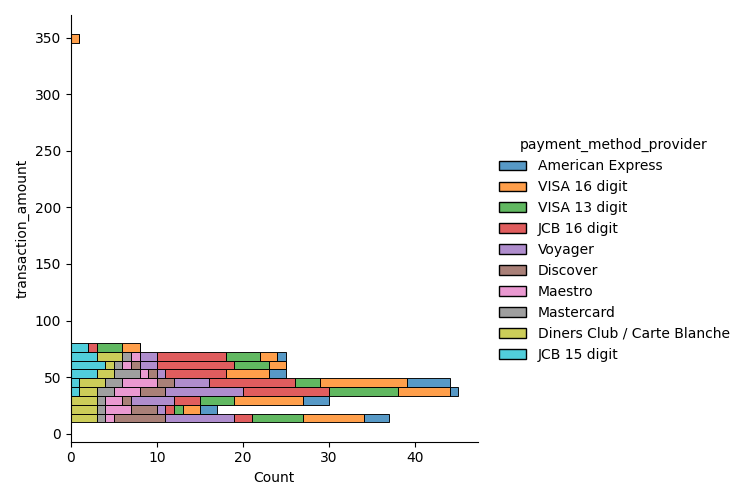 350
300
250
200
150
100
50
0
transaction_amount
0 10 20 30 40
Count
payment_method_provider
American Express
VISA 16 digit
VISA 13 digit
JCB 16 digit
Voyager
Discover
Maestro
Mastercard
Diners Club / Carte Blanche
JCB 15 digit